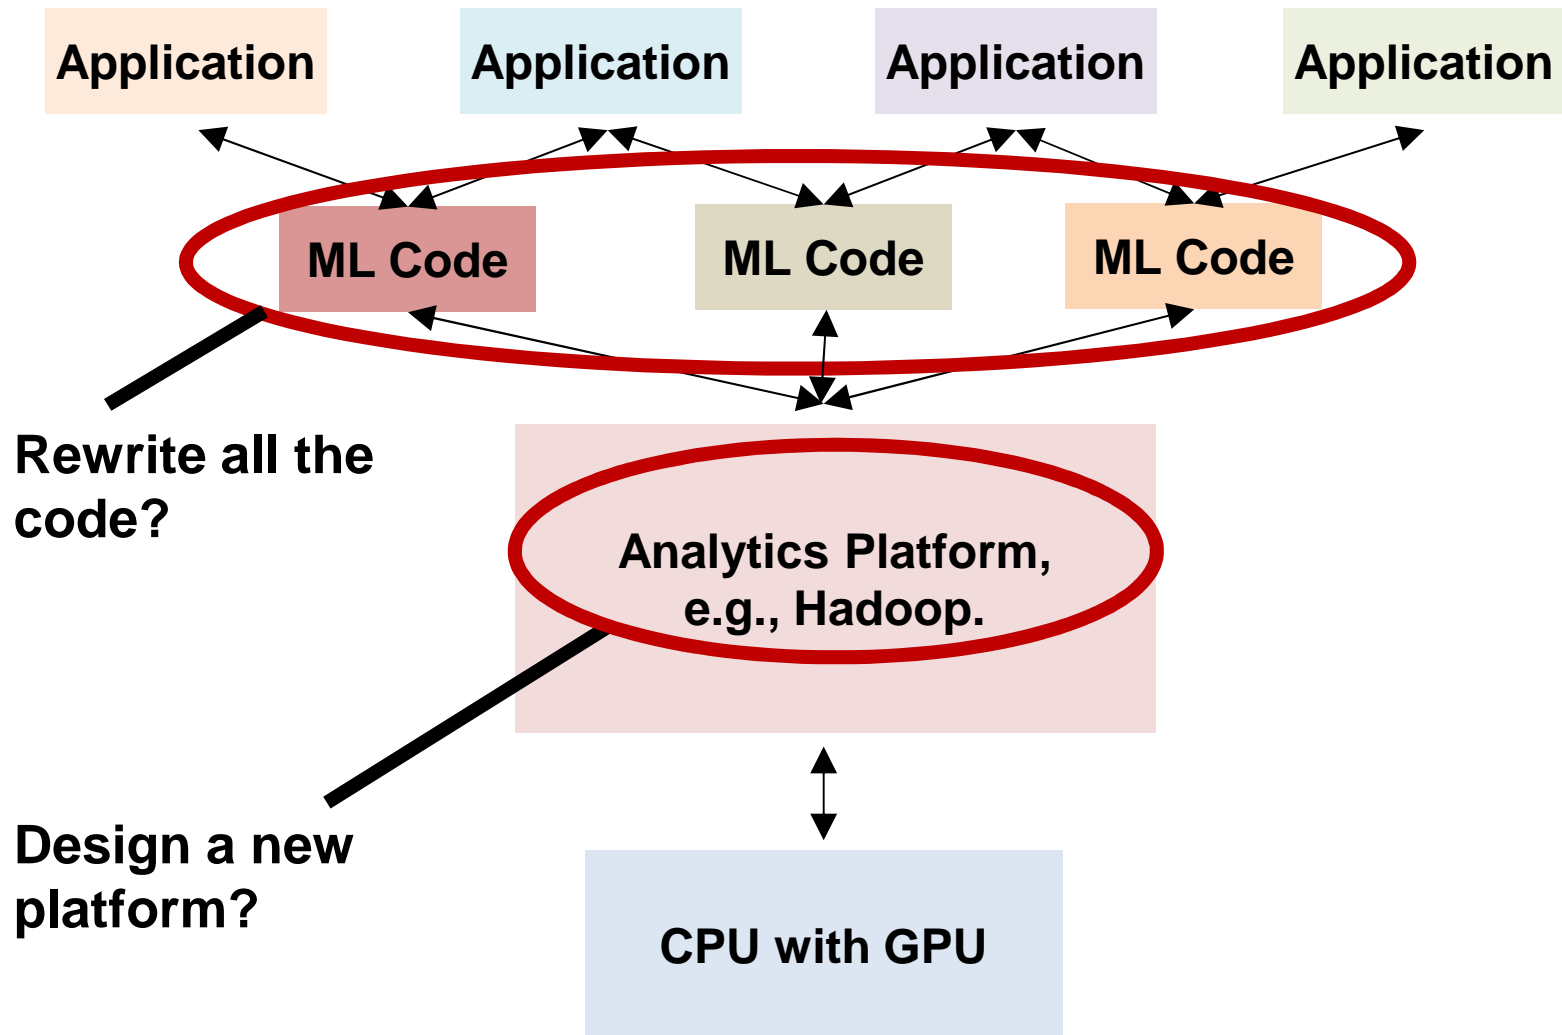 Application
Application
Application
Application
ML Code
ML Code
ML Code
Rewrite all the
code?
Analytics Platform,
e.g., Hadoop.
Design a new
platform?
CPU with GPU